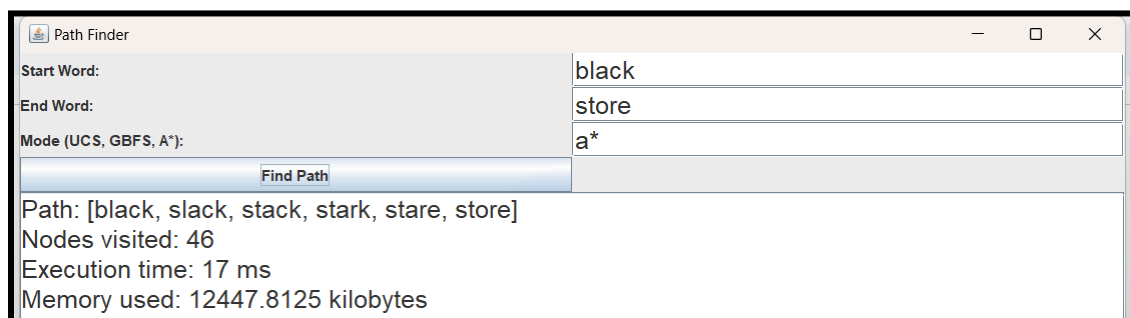 Path Finder
Start Word: black
End Word: store
Mode (UCS, GBFS, A*): a*
Find Path
Path: [black, slack, stack, stark, stare, store]
Nodes visited: 46
Execution time: 17 ms
Memory used: 12447.8125 kilobytes